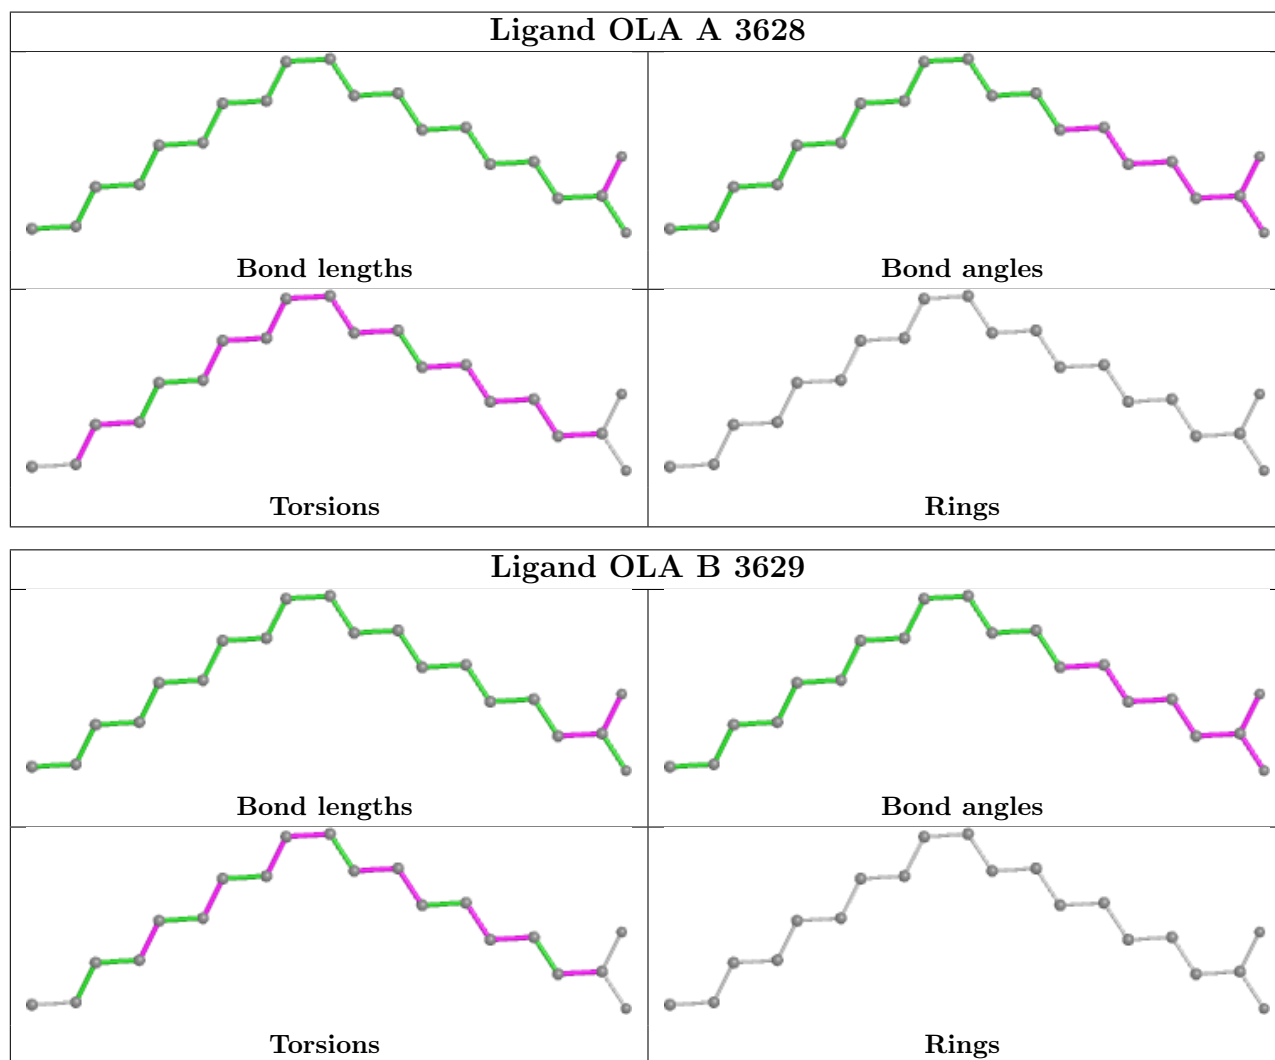 Ligand OLA A 3628
Bond lengths
Bond angles
Torsions
Rings
Ligand OLA B 3629
Bond lengths
Bond angles
Torsions
Rings